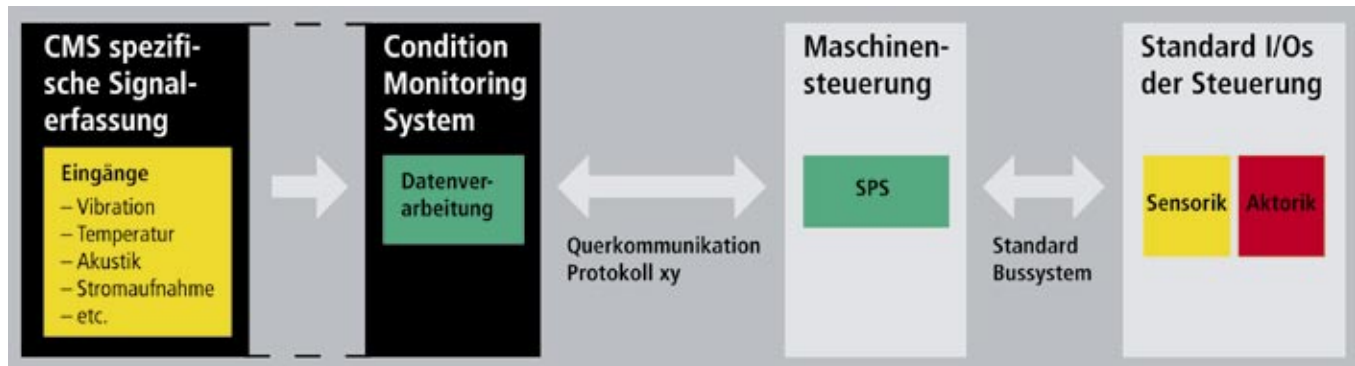 CMS spezifi-
sche Signal-
erfassung
Eingänge
– Vibration
– Temperatur
– Akustik
– Stromaufnahme
– etc.
Condition
Monitoring
System
Datenver-
arbeitung
Querkommunikation
Protokoll xy
Maschinen-
steuerung
SPS
Standard
Bussystem
Standard I/Os
der Steuerung
Sensorik
Aktorik